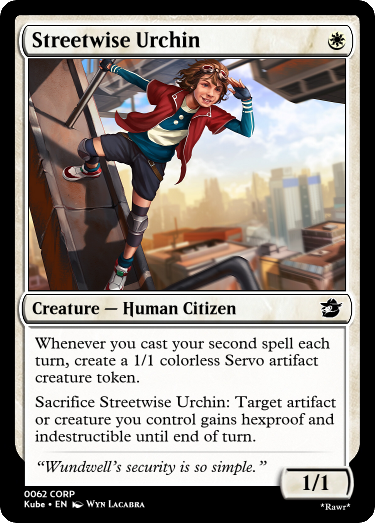 Streetwise Urchin
Creature — Human Citizen
Whenever you cast your second spell each
turn, create a 1/1 colorless Servo artifact
creature token.
Sacrifice Streetwise Urchin: Target artifact
or creature you control gains hexproof and
indestructible until end of turn.
“Wundwell’s security is so simple.”
1/1
0062 CORP
Kube • EN Wyn Lacabra
*Rawr*